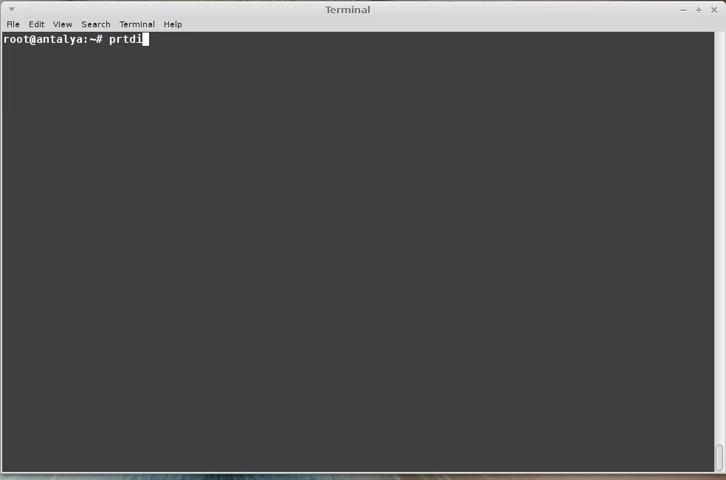 Terminal
File Edit View Search Terminal Help
root@antalya:~# prtdi